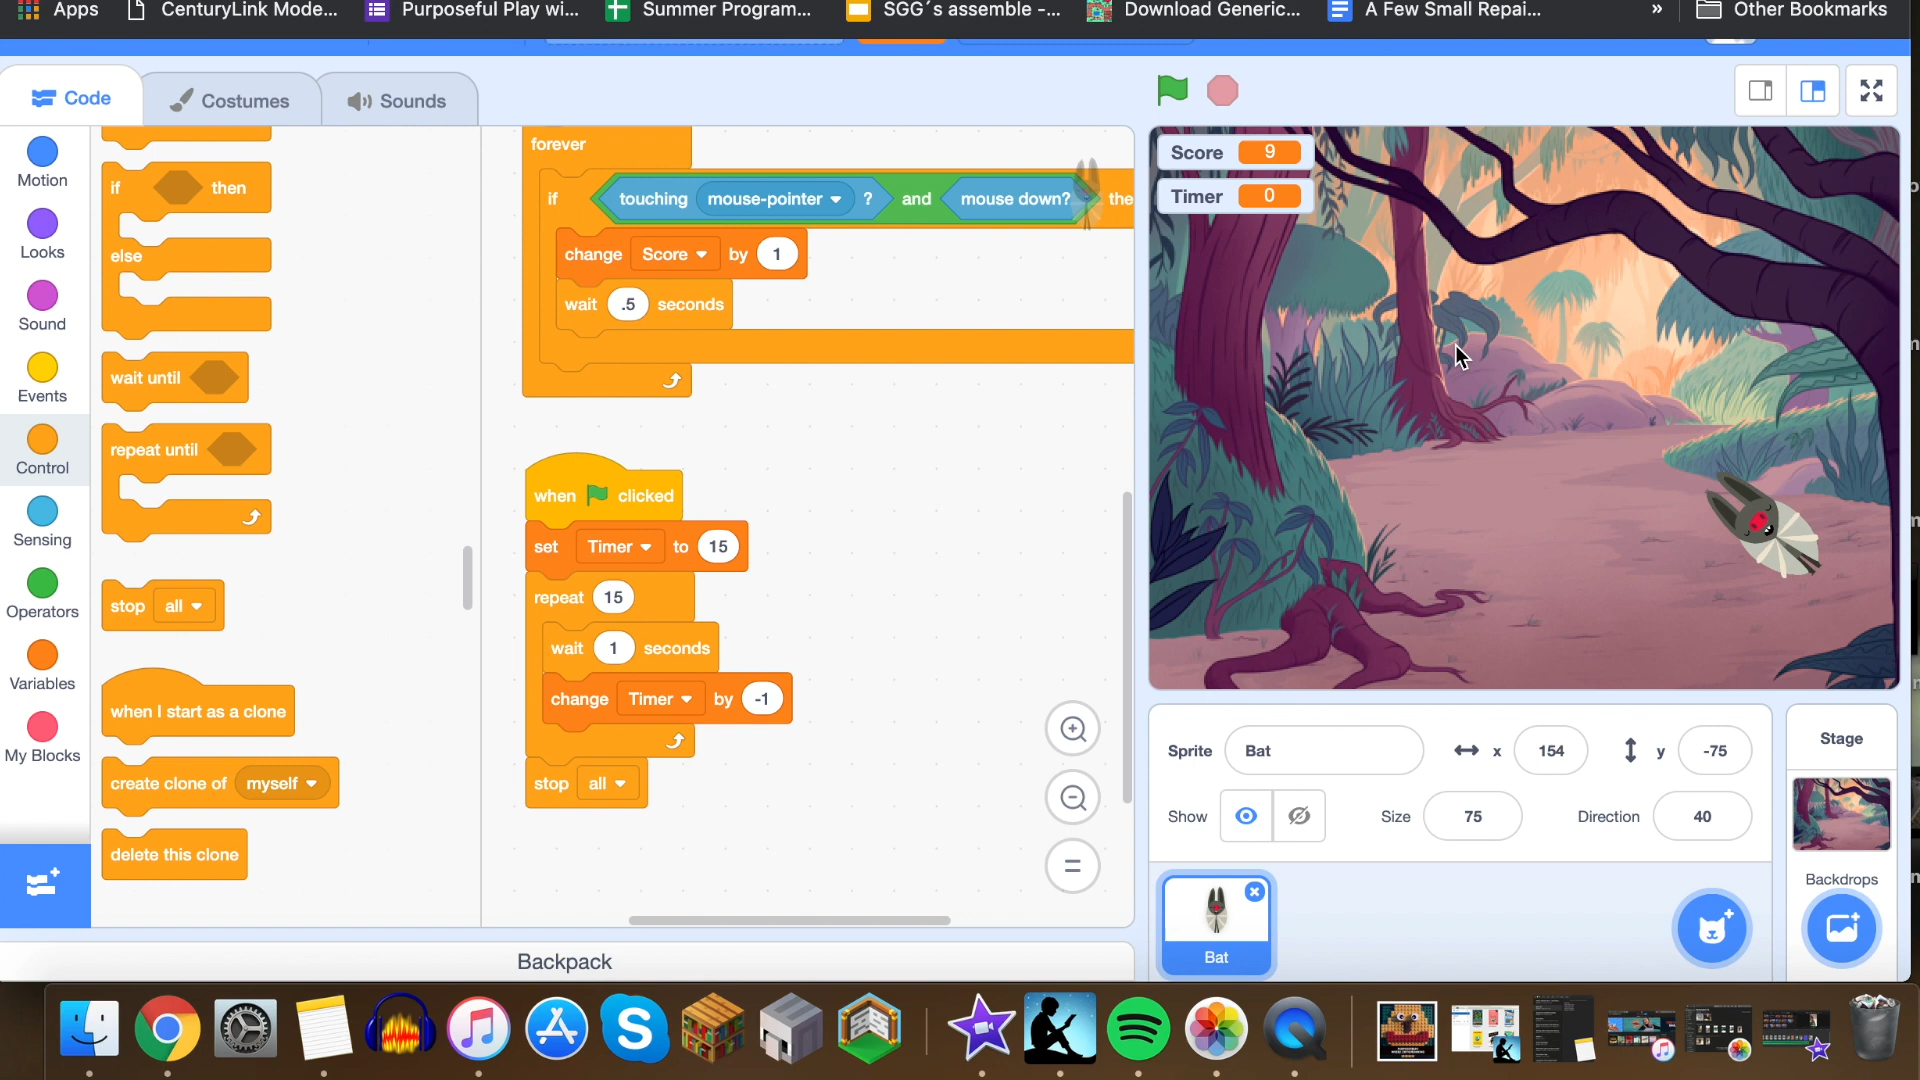 Apps CenturyLink Mode... Purposeful Play wi... Summer Program... SGG´s assemble -... Download Generic... A Few Small Repai... » Other Bookmarks
Code Costumes Sounds
Motion
Looks
Sound
Events
Control
Sensing
Operators
Variables
My Blocks
if then
else
wait until
repeat until
stop all
when I start as a clone
create clone of myself
delete this clone
forever
if touching mouse-pointer ? and mouse down? the
change Score by 1
wait .5 seconds
when clicked
set Timer to 15
repeat 15
wait 1 seconds
change Timer by -1
stop all
Backpack
Score 9
Timer 0
Sprite Bat x 154 y -75
Show Size 75 Direction 40
Bat
Stage
Backdrops